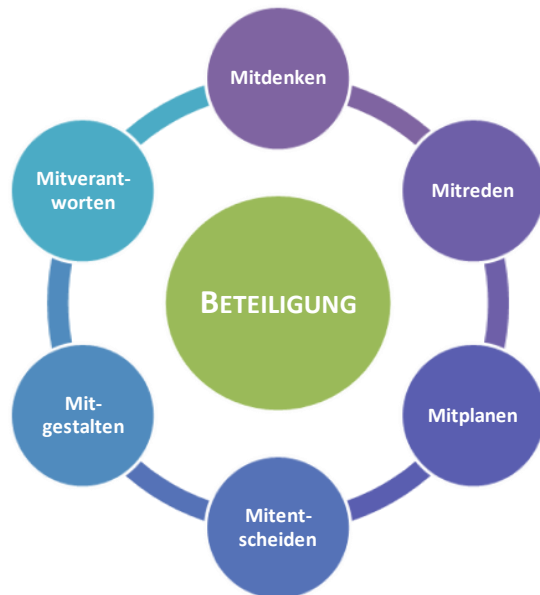 Mitdenken
Mitreden
Mitplanen
Mitent-
scheiden
Mit-
gestalten
Mitverant-
worten
BETEILIGUNG